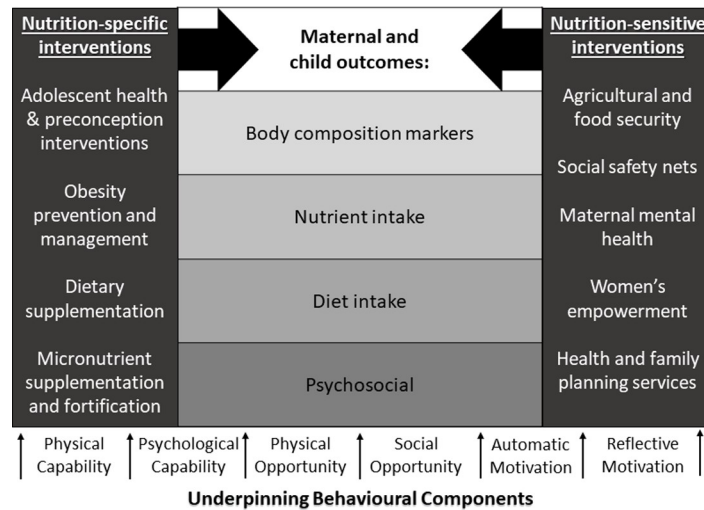 Nutrition-specific
interventions
Adolescent health
& preconception
interventions
Obesity
prevention and
management
Dietary
supplementation
Micronutrient
supplementation
and fortification
Maternal and
child outcomes:
Body composition markers
Nutrient intake
Diet intake
Psychosocial
Nutrition-sensitive
interventions
Agricultural and
food security
Social safety nets
Maternal mental
health
Women’s
empowerment
Health and family
planning services
Physical
Capability
Psychological
Capability
Physical
Opportunity
Social
Opportunity
Automatic
Motivation
Reflective
Motivation
Underpinning Behavioural Components